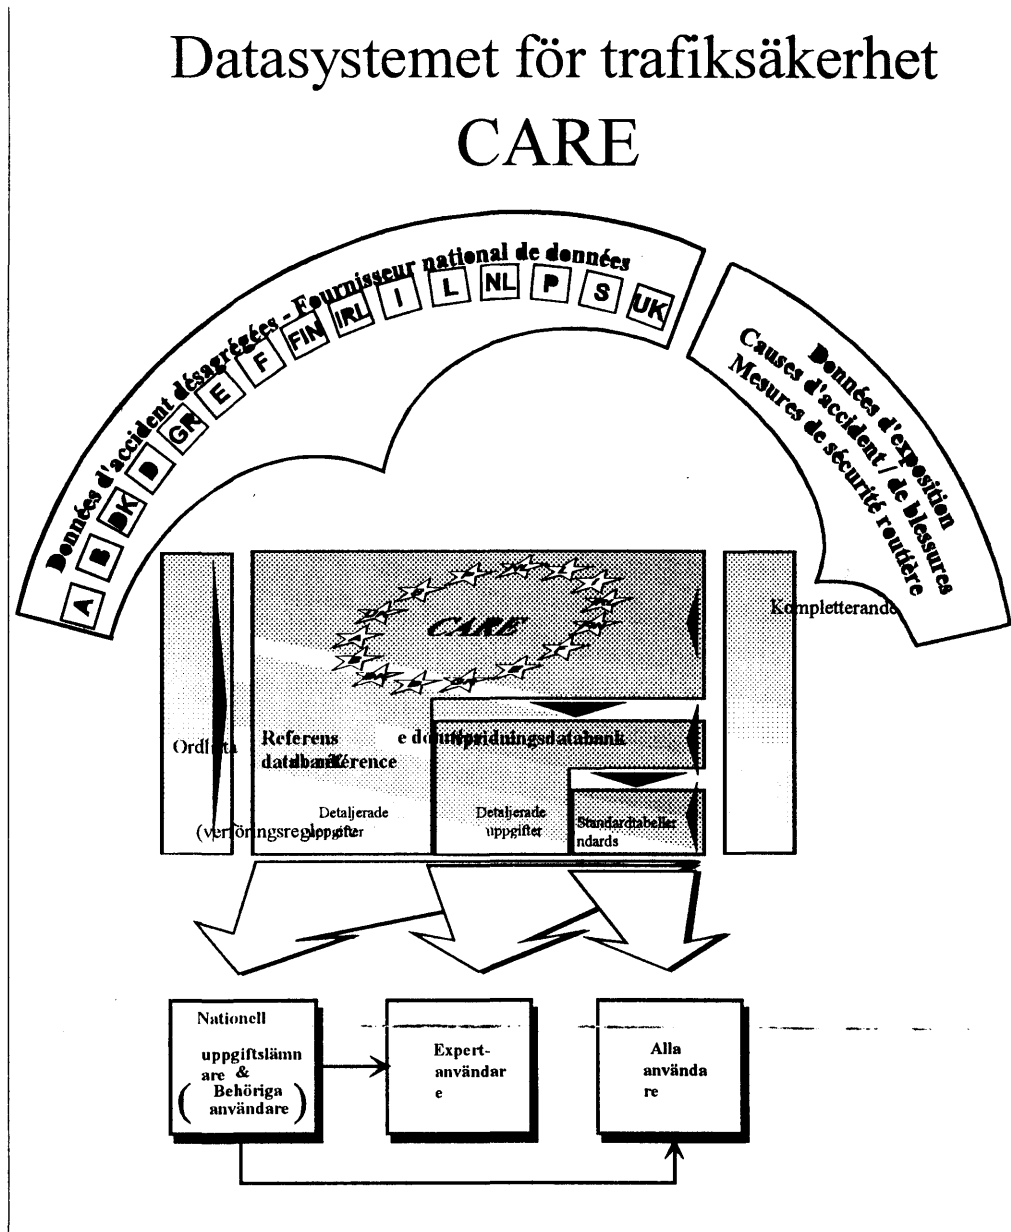 Datasystemet för trafiksäkerhet
CARE
Données d'accident désagrégées - Fournisseur national de données
A
B
DK
D
GR
E
F
FIN
IRL
I
L
NL
P
S
UK
Données d'exposition
Causes d'accident / de blessures
Mesures de sécurité routière
CARE
Kompletterande
Ordlista
Referens
Spridningsdatabank
Detaljerade
uppgifter
Detaljerade
uppgifter
Standardtabeller
ndards
Nationell
uppgiftslämn
are &
( Behöriga
användare )
Expert-
användar
e
Alla
använda
re